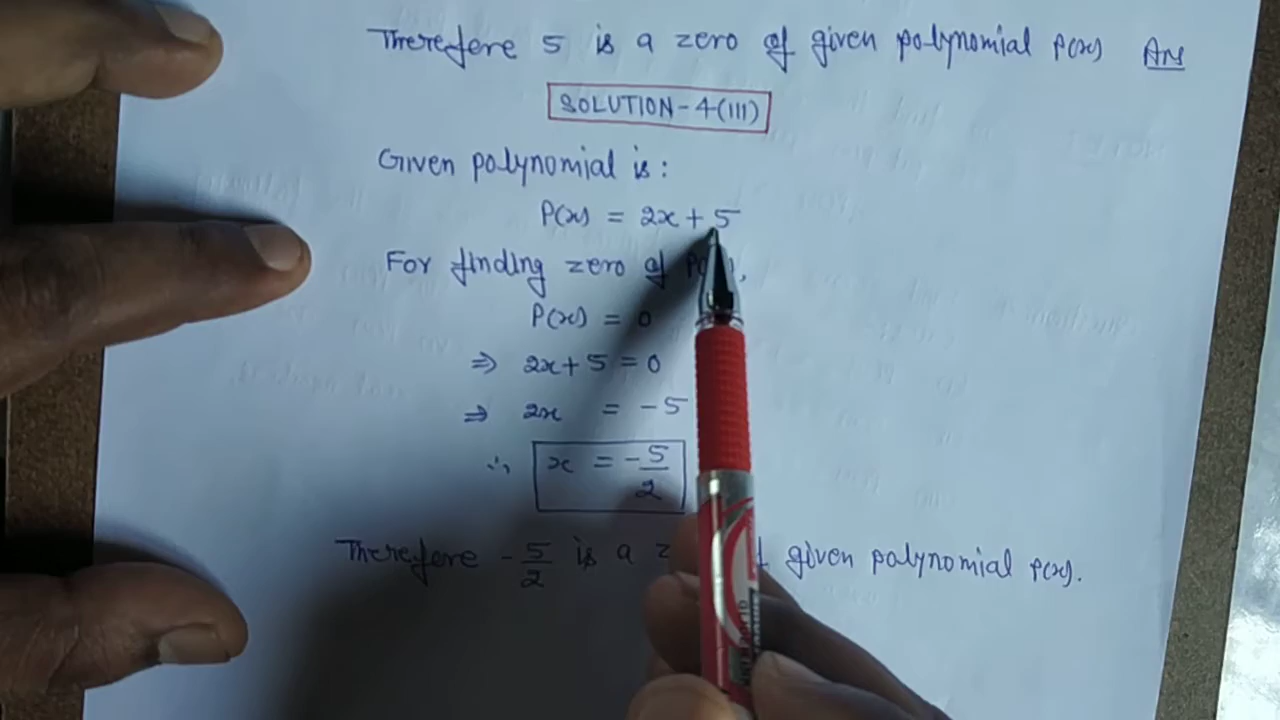 Therefore 5 is a zero of given polynomial P(x) Ans
SOLUTION-4(III)
Given polynomial is:
P(x) = 2x+5
For finding zero of
P(x) = 0
⇒ 2x+5 = 0
⇒ 2x = -5
∴ x = -5/2
Therefore -5/2 is a given polynomial P(x).